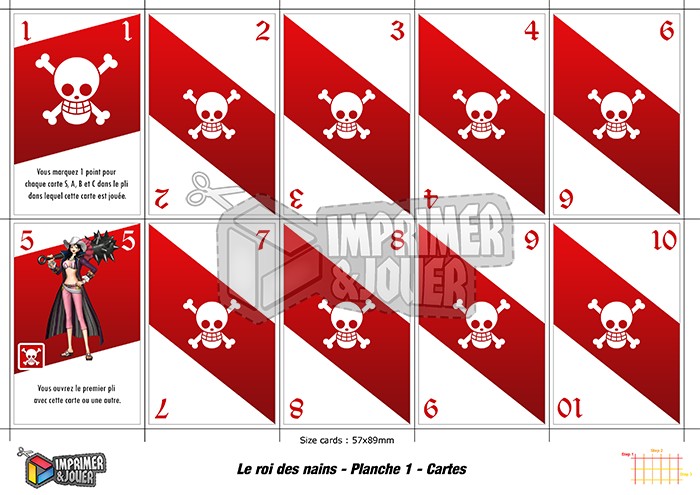 1 1
2
3
4
6
Vous marquez 1 point pour
chaque carte S, A, B et C dans le pli
dans lequel cette carte est jouée.
2
3
4
6
5 5
7
8
9
10
IMPRIMER
&JOUER
Vous ouvrez le premier pli
avec cette carte ou une autre.
7
8
9
10
Size cards : 57x89mm
IMPRIMER
&JOUER
Le roi des nains - Planche 1 - Cartes